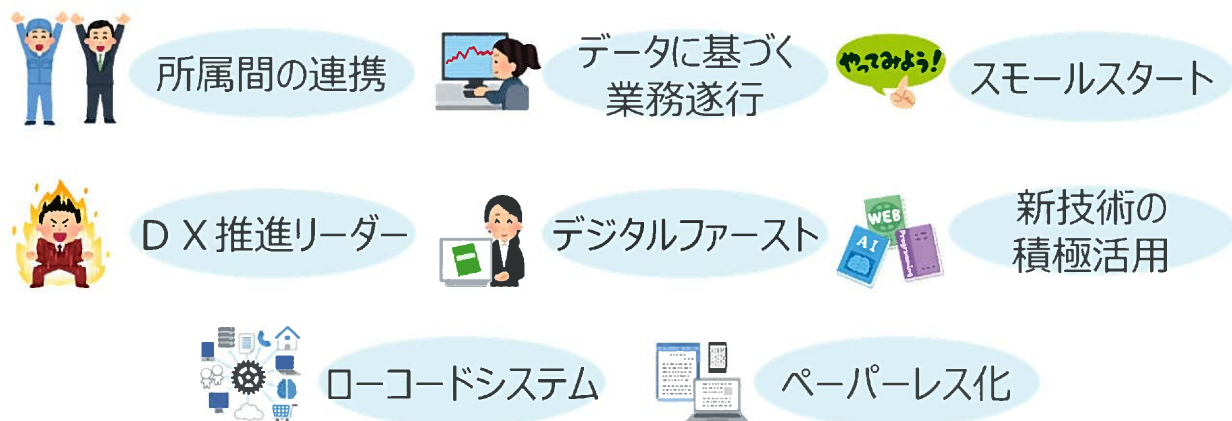 所属間の連携
データに基づく
業務遂行
やってみよう!
スモールスタート
DX推進リーダー
デジタルファースト
WEB
AI
Programming
新技術の
積極活用
ローコードシステム
ペーパーレス化